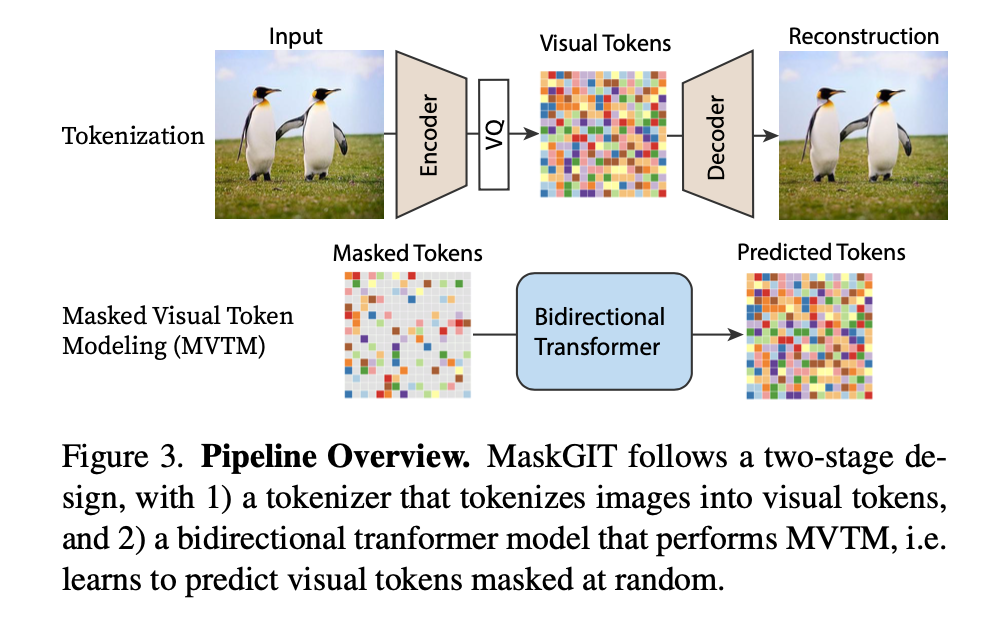 Input
Visual Tokens
Reconstruction
Tokenization
Encoder
VQ
Decoder
Masked Tokens
Predicted Tokens
Masked Visual Token
Modeling (MVTM)
Bidirectional
Transformer
Figure 3. Pipeline Overview. MaskGIT follows a two-stage de-
sign, with 1) a tokenizer that tokenizes images into visual tokens,
and 2) a bidirectional tranformer model that performs MVTM, i.e.
learns to predict visual tokens masked at random.